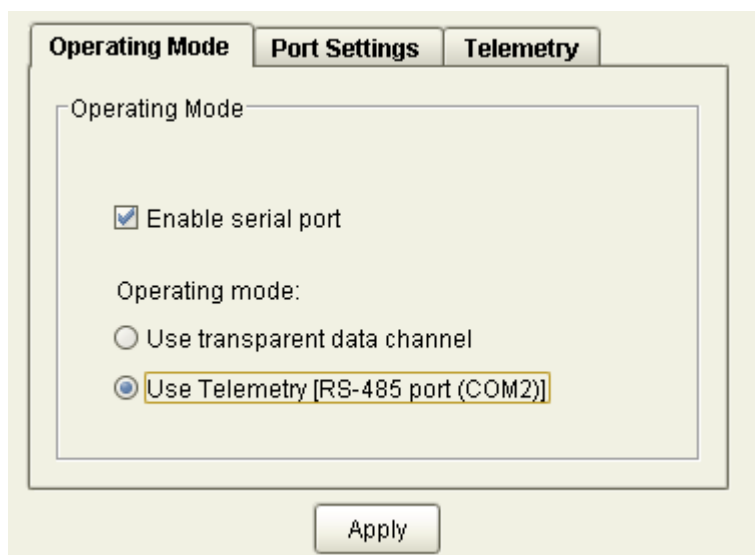 Operating Mode Port Settings Telemetry
Operating Mode
Enable serial port
Operating mode:
Use transparent data channel
Use Telemetry [RS-485 port (COM2)]
Apply